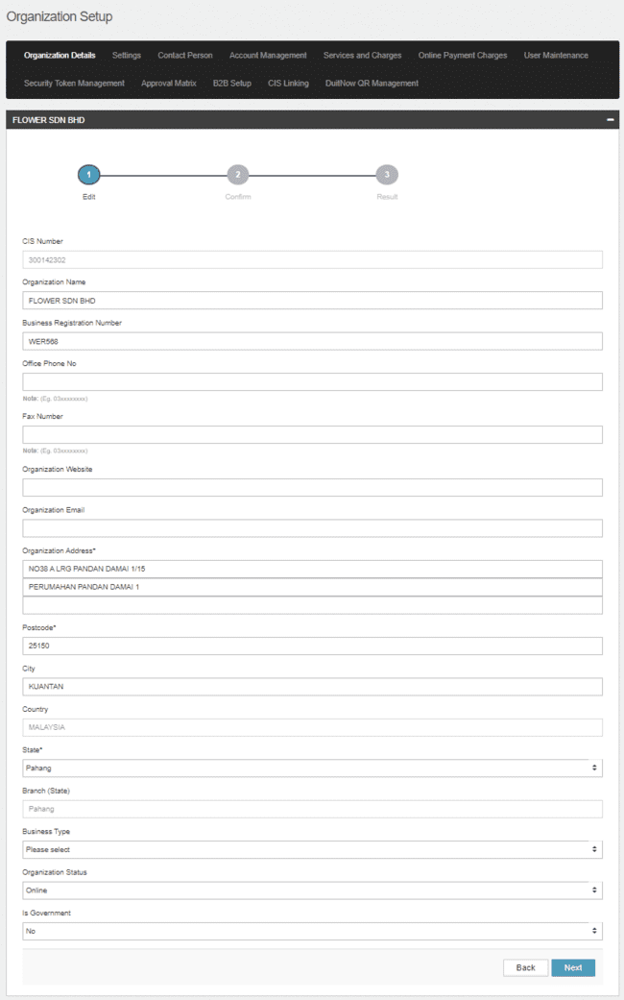 Organization Setup
Organization Details Settings Contact Person Account Management Services and Charges Online Payment Charges User Maintenance
Security Token Management Approval Matrix B2B Setup CIS Linking DuitNow QR Management
FLOWER SDN BHD
1 2 3
Edit Confirm Result
CIS Number
300142302
Organization Name
FLOWER SDN BHD
Business Registration Number
WER568
Office Phone No
Note: (Eg. 03xxxxxxxx)
Fax Number
Note: (Eg. 03xxxxxxxx)
Organization Website
Organization Email
Organization Address*
NO38 A LRG PANDAN DAMAI 1/15
PERUMAHAN PANDAN DAMAI 1
Postcode*
25150
City
KUANTAN
Country
MALAYSIA
State*
Pahang
Branch (State)
Pahang
Business Type
Please select
Organization Status
Online
Is Government
No
Back Next